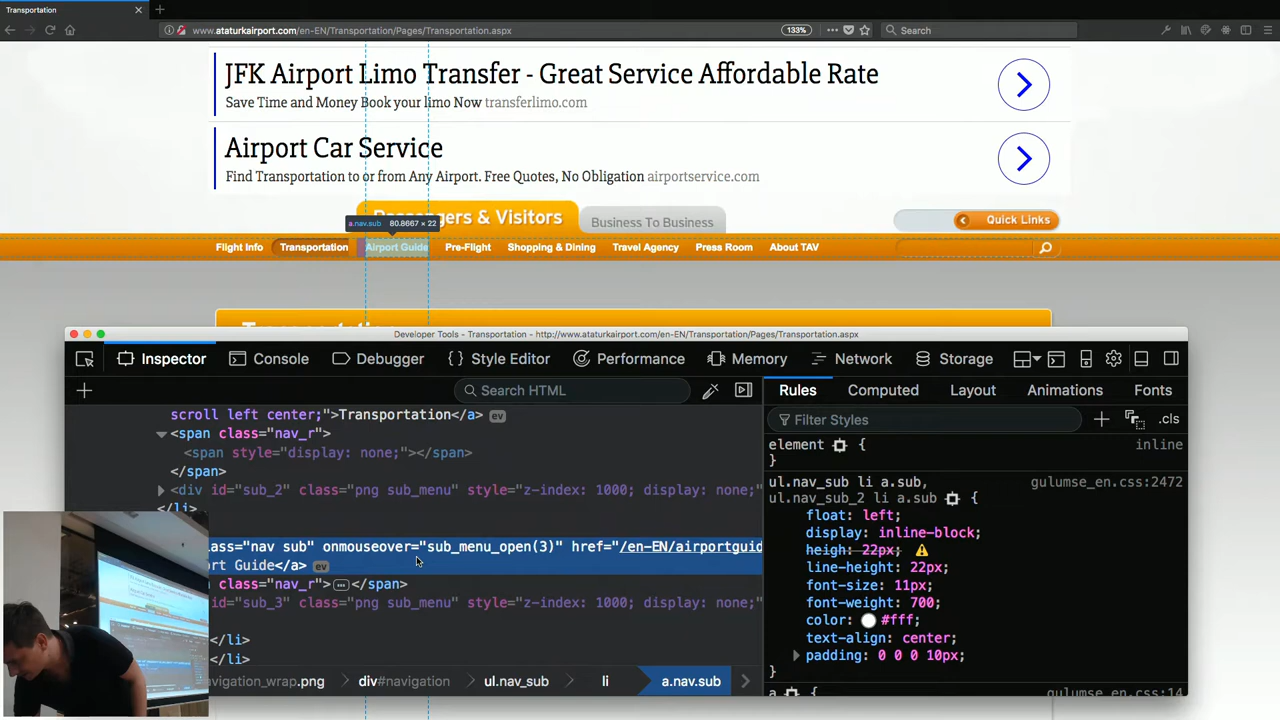 Transportation
www.ataturkairport.com/en-EN/Transportation/Pages/Transportation.aspx
133%
Search
JFK Airport Limo Transfer - Great Service Affordable Rate
Save Time and Money Book your limo Now transferlimo.com
Airport Car Service
Find Transportation to or from Any Airport. Free Quotes, No Obligation airportservice.com
a.nav.sub 80.8667 × 22
Passengers & Visitors
Business To Business
Quick Links
Flight Info
Transportation
Airport Guide
Pre-Flight
Shopping & Dining
Travel Agency
Press Room
About TAV
Transportation
Developer Tools - Transportation - http://www.ataturkairport.com/en-EN/Transportation/Pages/Transportation.aspx
Inspector
Console
Debugger
Style Editor
Performance
Memory
Network
Storage
Search HTML
scroll left center;">Transportation</a> ev
<span class="nav_r">
<span style="display: none;"></span>
</span>
<div id="sub_2" class="png sub_menu" style="z-index: 1000; display: none;"
</li>
ass="nav sub" onmouseover="sub_menu_open(3)" href="/en-EN/airportguid
ort Guide</a> ev
class="nav_r"> </span>
id="sub_3" class="png sub_menu" style="z-index: 1000; display: none;"
</li>
</li>
navigation_wrap.png
div#navigation
ul.nav_sub
li
a.nav.sub
Rules
Computed
Layout
Animations
Fonts
Filter Styles
.cls
element {
inline
}
ul.nav_sub li a.sub,
gulumse_en.css:2472
ul.nav_sub_2 li a.sub {
float: left;
display: inline-block;
heigh: 22px;
line-height: 22px;
font-size: 11px;
font-weight: 700;
color: #fff;
text-align: center;
padding: 0 0 0 10px;
}
a {
gulumse_en.css:14